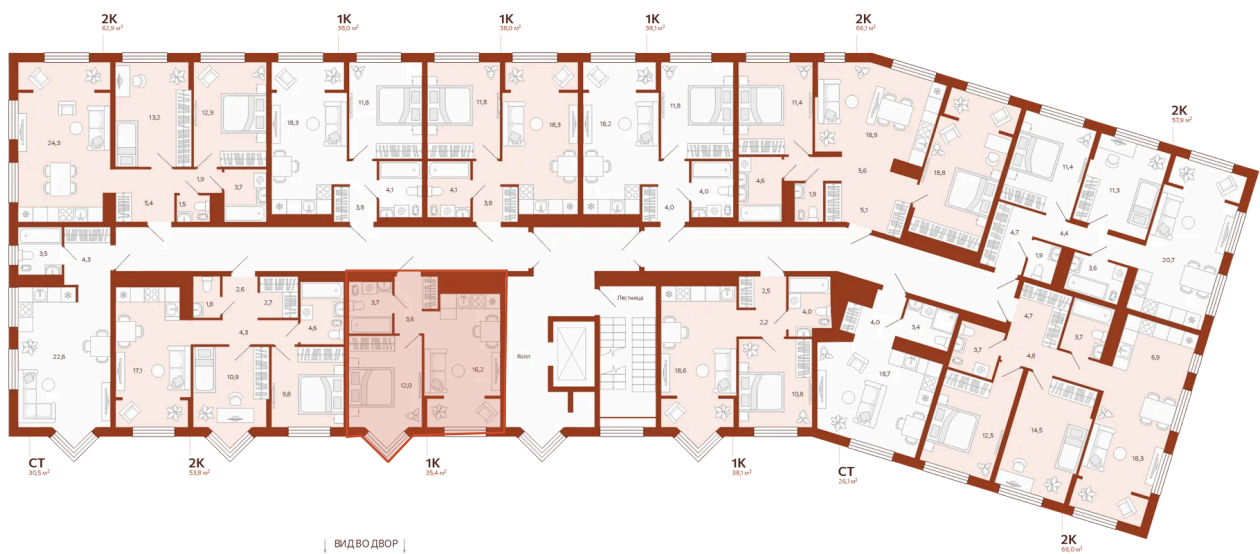 2К
62,9 м²
1К
38,0 м²
1К
38,0 м²
1К
38,1 м²
2К
66,1 м²
2К
57,9 м²
24,3
13,2
12,9
18,3
11,8
11,8
18,3
18,2
11,8
11,4
18,9
18,8
11,4
11,3
20,7
5,4
1,9
1,5
3,7
3,8
4,1
4,1
3,8
4,0
4,0
4,6
1,9
5,6
5,1
4,7
4,4
1,9
3,6
3,5
4,3
22,6
17,1
1,8
2,6
2,7
4,3
4,6
10,9
9,8
3,7
3,6
12,0
16,2
Холл
Лестница
18,6
2,5
2,2
4,0
10,8
4,0
3,4
18,7
3,7
4,7
4,8
3,7
6,9
12,5
14,5
18,3
СТ
30,5 м²
2К
53,8 м²
1К
35,4 м²
1К
38,1 м²
СТ
26,1 м²
2К
69,0 м²
ВИД ВО ДВОР